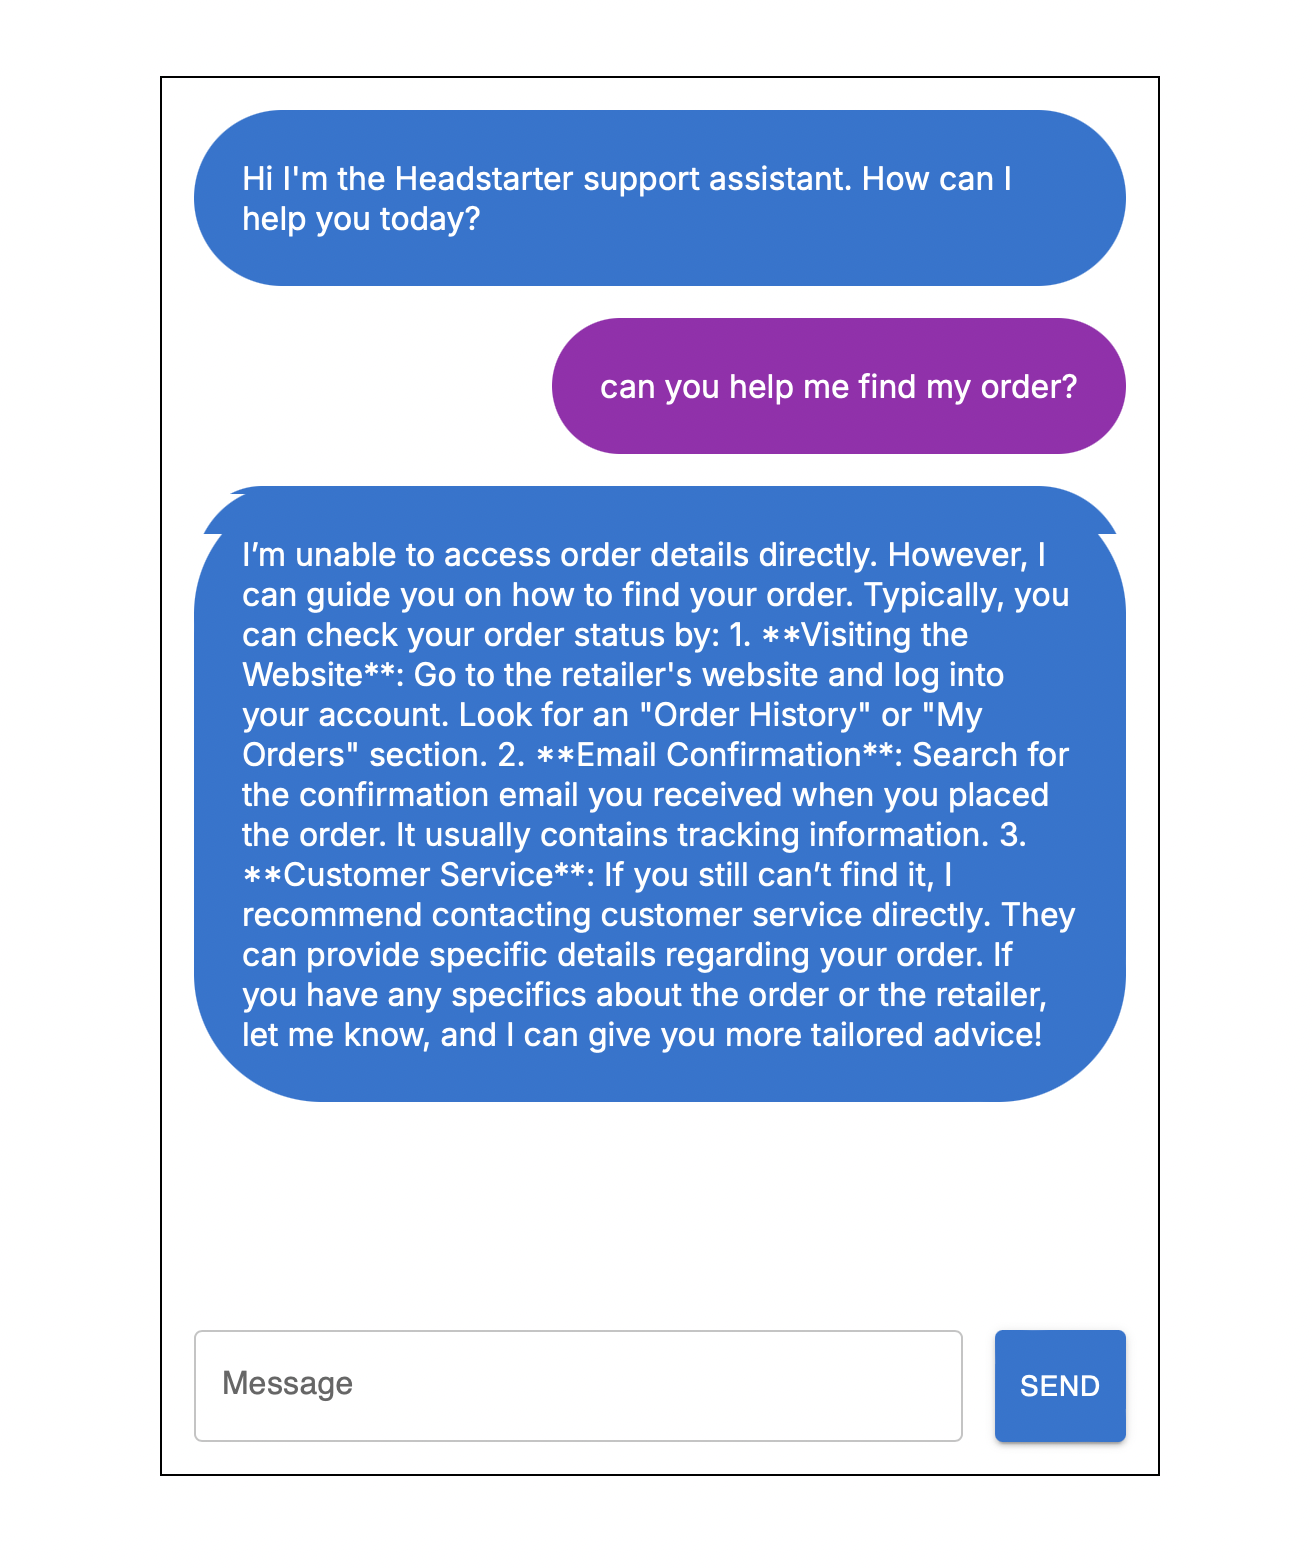 Hi I'm the Headstarter support assistant. How can I
help you today?
can you help me find my order?
I’m unable to access order details directly. However, I
can guide you on how to find your order. Typically, you
can check your order status by: 1. **Visiting the
Website**: Go to the retailer's website and log into
your account. Look for an "Order History" or "My
Orders" section. 2. **Email Confirmation**: Search for
the confirmation email you received when you placed
the order. It usually contains tracking information. 3.
**Customer Service**: If you still can’t find it, I
recommend contacting customer service directly. They
can provide specific details regarding your order. If
you have any specifics about the order or the retailer,
let me know, and I can give you more tailored advice!
Message
SEND